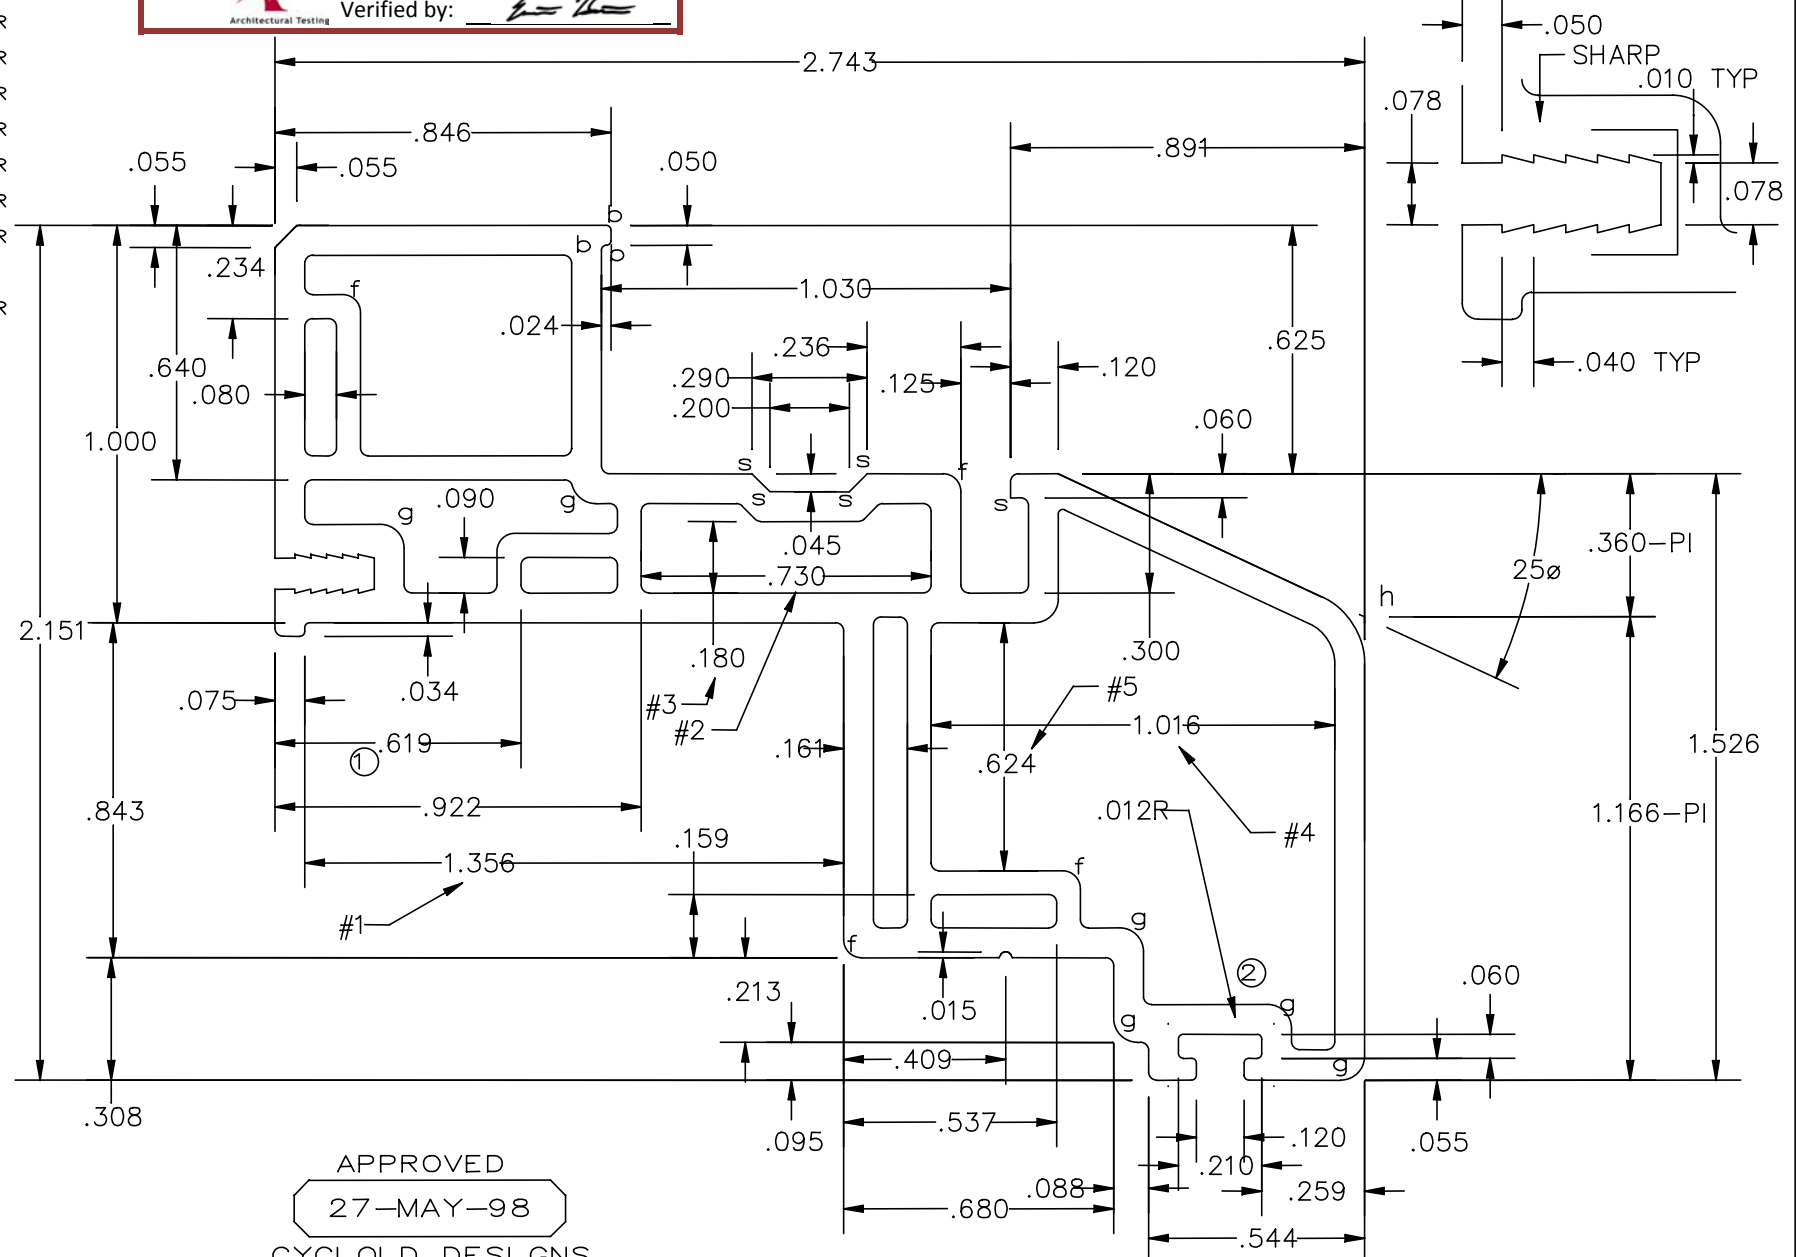 R
R
R
R
R
R
R
R
Architectural Testing
Verified by:
.050
SHARP
.010 TYP
.078
.078
.040 TYP
2.743
.846
.891
.055
.055
.050
b
b
b
.234
f
1.030
.024
.625
.236
.640
.290
.125
.120
.080
.200
.060
1.000
s
s
f
.090
g
s
s
s
g
.045
.360-PI
.730
25ø
h
2.151
.180
.300
.034
#3
#5
.075
#2
1.016
.619
1
.161
.624
1.526
.922
.843
.012R
1.166-PI
.159
#4
1.356
f
#1
g
f
2
.060
.213
.015
g
g
.409
g
.308
.537
.095
.120
.055
.210
APPROVED
.088
.259
27-MAY-98
.680
.544
CYCLOLD DESIGNS